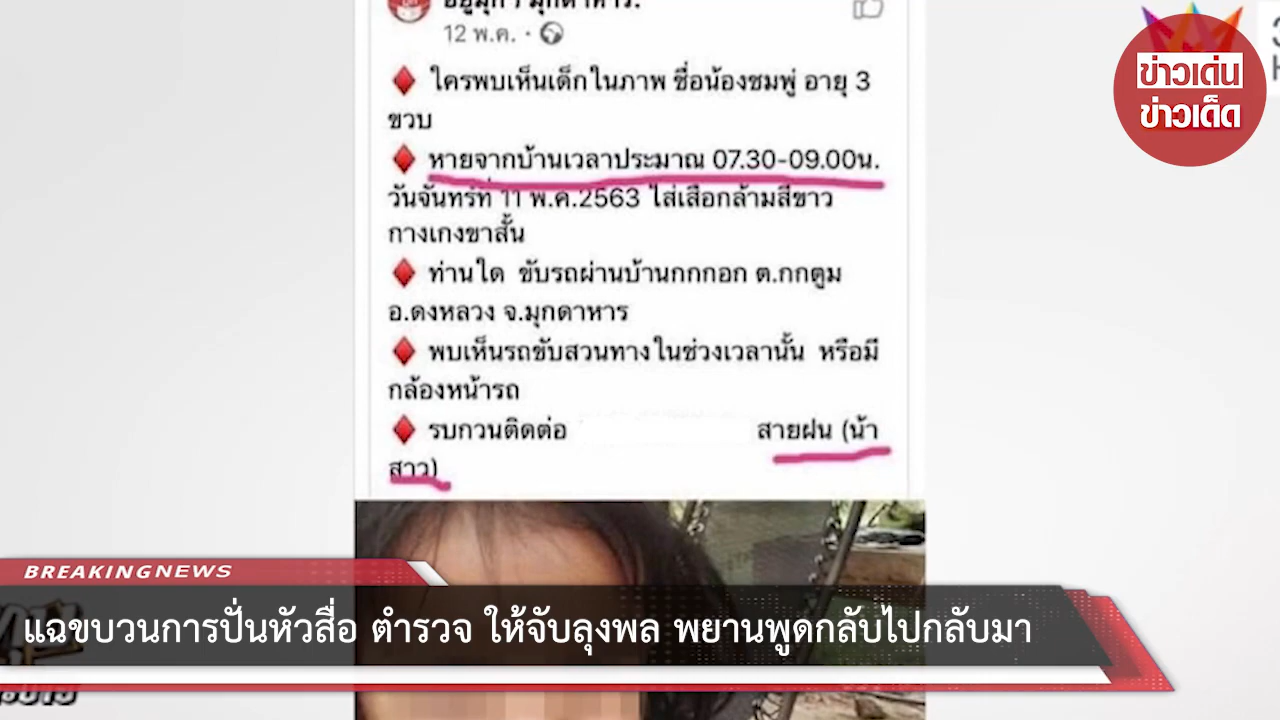 12 พ.ค.
ข่าวเด่น
ข่าวเด็ด
ใครพบเห็นเด็กในภาพ ชื่อน้องชมพู่ อายุ 3
ขวบ
หายจากบ้านเวลาประมาณ 07.30-09.00น.
วันจันทร์ที่ 11 พ.ค.2563 ใส่เสื้อกล้ามสีขาว
กางเกงขาสั้น
ท่านใด ขับรถผ่านบ้านกกกอก ต.กกตูม
อ.ดงหลวง จ.มุกดาหาร
พบเห็นรถขับสวนทางในช่วงเวลานั้น หรือมี
กล้องหน้ารถ
รบกวนติดต่อ สายฝน (น้า
สาว)
BREAKINGNEWS
แฉขบวนการปั่นหัวสื่อ ตำรวจ ให้จับลุงพล พยานพูดกลับไปกลับมา